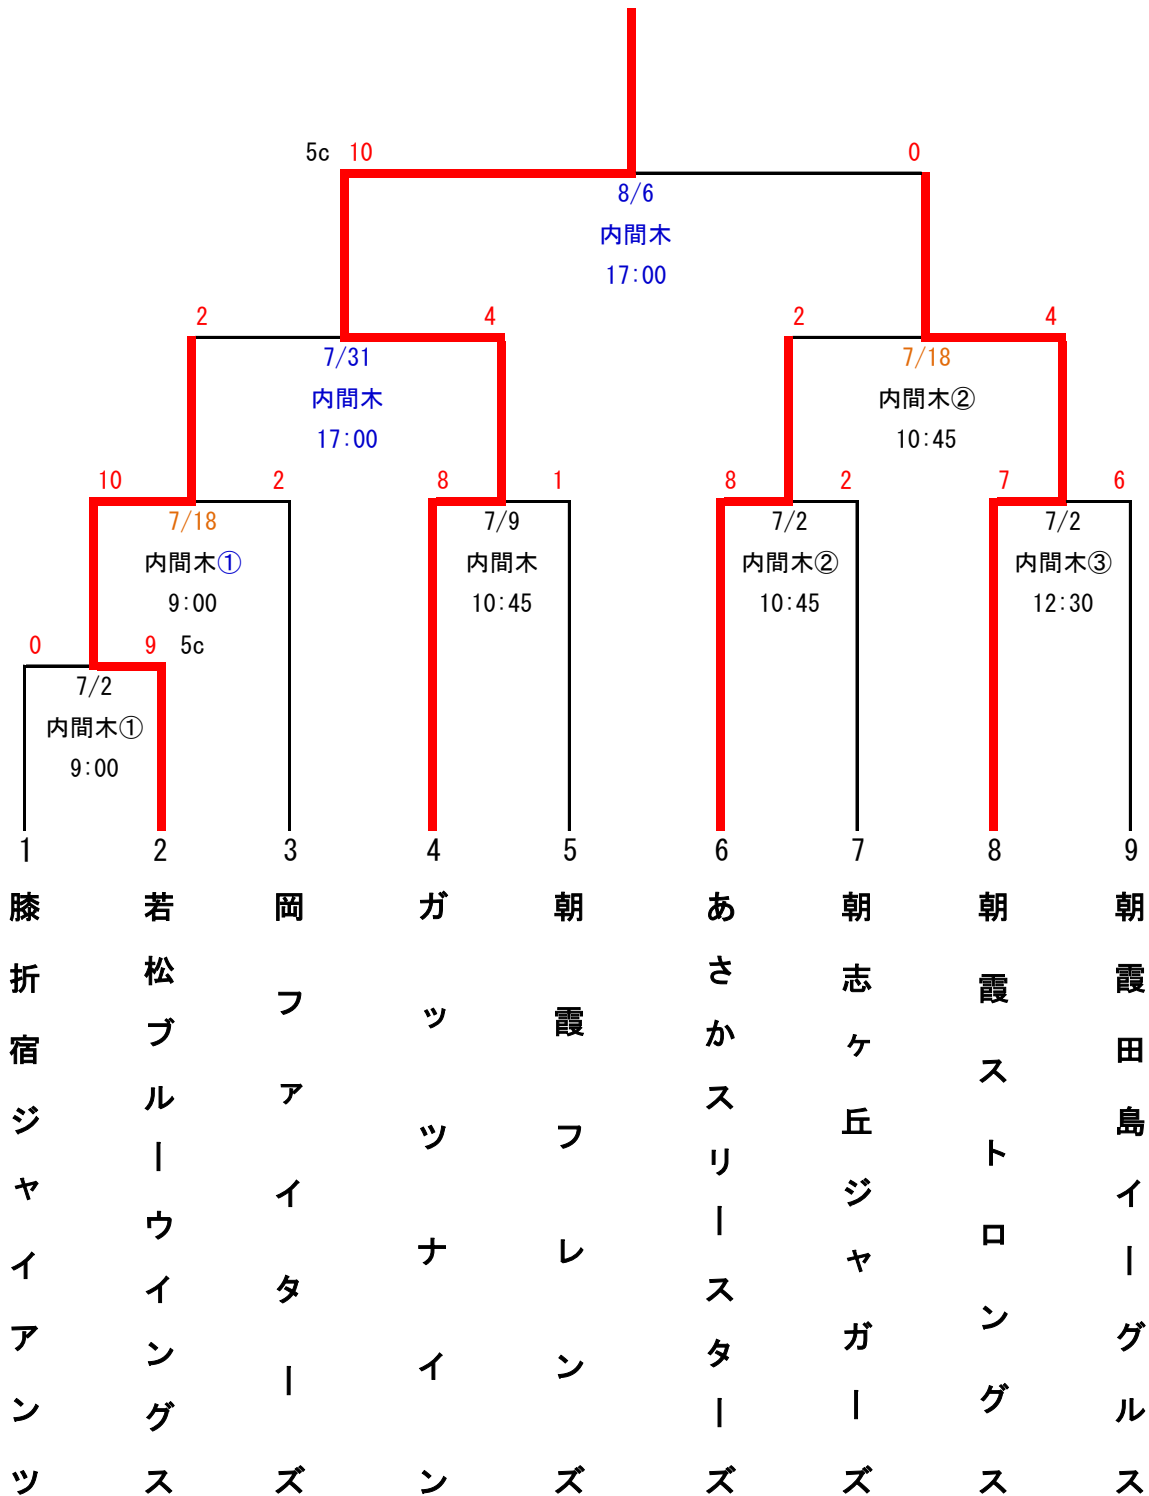 5c 10 0
8/6
内間木
17:00
2 4 2 4
7/31 7/18
内間木 内間木②
17:00 10:45
10 2 8 1 8 2 7 6
7/18 7/9 7/2 7/2
内間木① 内間木 内間木② 内間木③
9:00 10:45 10:45 12:30
0 9 5c
7/2
内間木①
9:00
1 2 3 4 5 6 7 8 9
膝折宿ジャイアンツ
若松ブルーウイングス
岡ファイターズ
ガッツナイン
朝霞フレンズ
あさかスリースターズ
朝志ヶ丘ジャガーズ
朝霞ストロングス
朝霞田島イーグルス